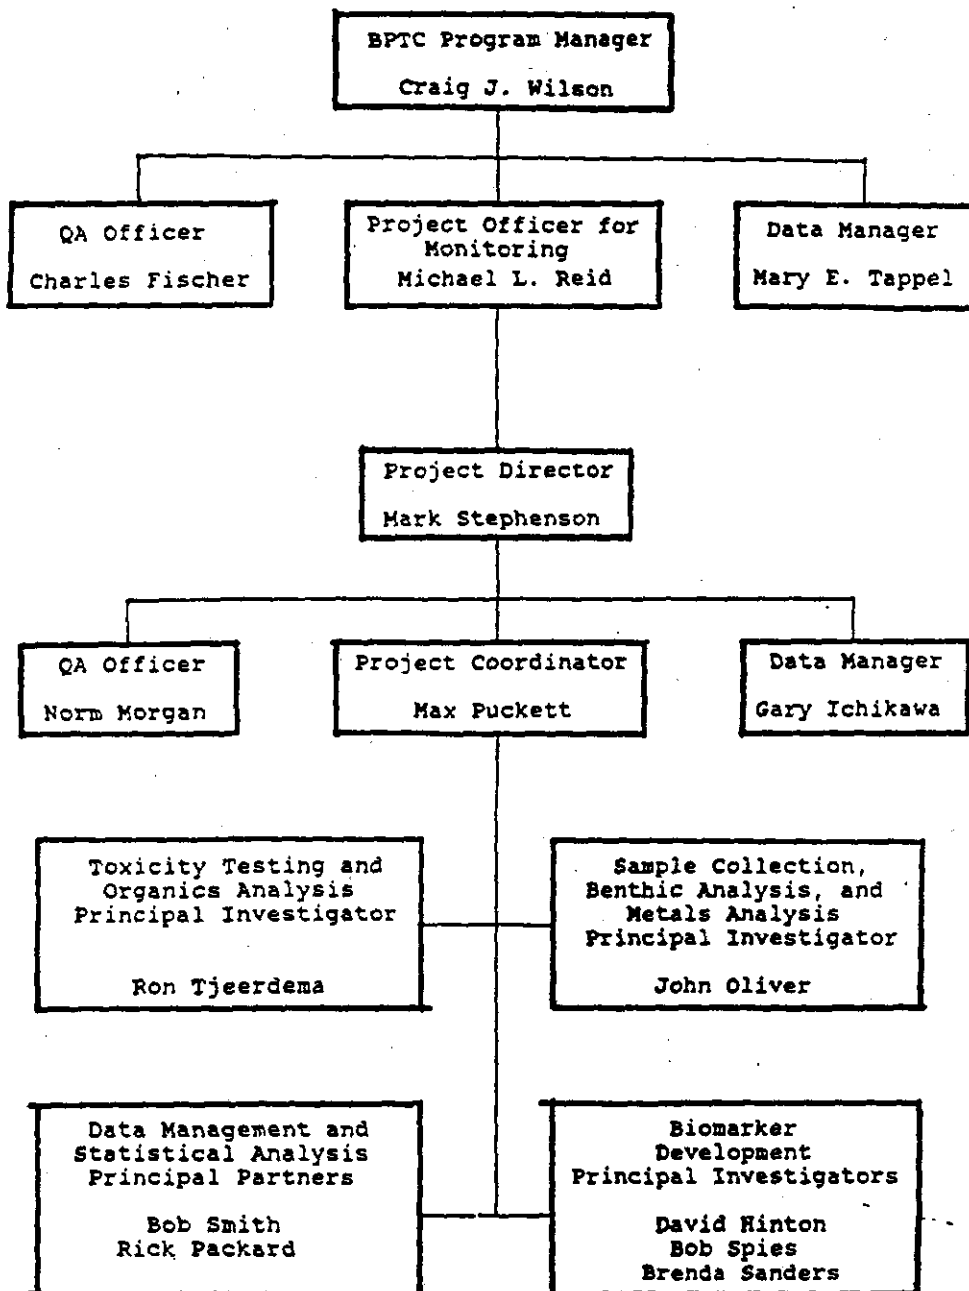 BPTC Program Manager
Craig J. Wilson
QA Officer
Charles Fischer
Project Officer for
Monitoring
Michael L. Reid
Data Manager
Mary E. Tappel
Project Director
Mark Stephenson
QA Officer
Norm Morgan
Project Coordinator
Max Puckett
Data Manager
Gary Ichikawa
Toxicity Testing and
Organics Analysis
Principal Investigator
Ron Tjeerdema
Sample Collection,
Benthic Analysis, and
Metals Analysis
Principal Investigator
John Oliver
Data Management and
Statistical Analysis
Principal Partners
Bob Smith
Rick Packard
Biomarker
Development
Principal Investigators
David Hinton
Bob Spies
Brenda Sanders